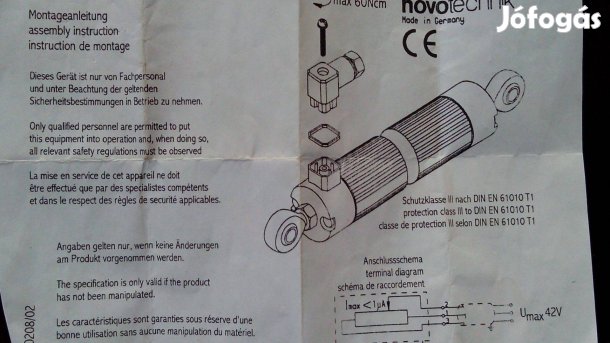 Montageanleitung
assembly instruction
instruction de montage
Dieses Gerät ist nur von Fachpersonal
und unter Beachtung der geltenden
Sicherheitsbestimmungen in Betrieb zu nehmen.
Only qualified personnel are permitted to put
this equipment into operation and, when doing so,
all relevant safety regulations must be observed
La mise en service de cet appareil ne doit
être effectué que par des specialistes compétents
et dans le respect des règles de securité applicables.
Angaben gelten nur, wenn keine Änderungen
am Produkt vorgenommen werden.
The specification is only valid if the product
has not been manipulated.
Les caractéristiques sont garanties sous réserve d'une
bonne utilisation sans aucune manipulation du matériel.
0208/02
max 60Ncm
novotechnik
Made in Germany
CE
Jófogás
Schutzklasse III nach DIN EN 61010 T1
protection class III to DIN EN 61010 T1
classe de protection III selon DIN EN 61010 T1
Anschlussschema
terminal diagram
schéma de raccordement
Imax < 1µA
2
1
Umax 42V